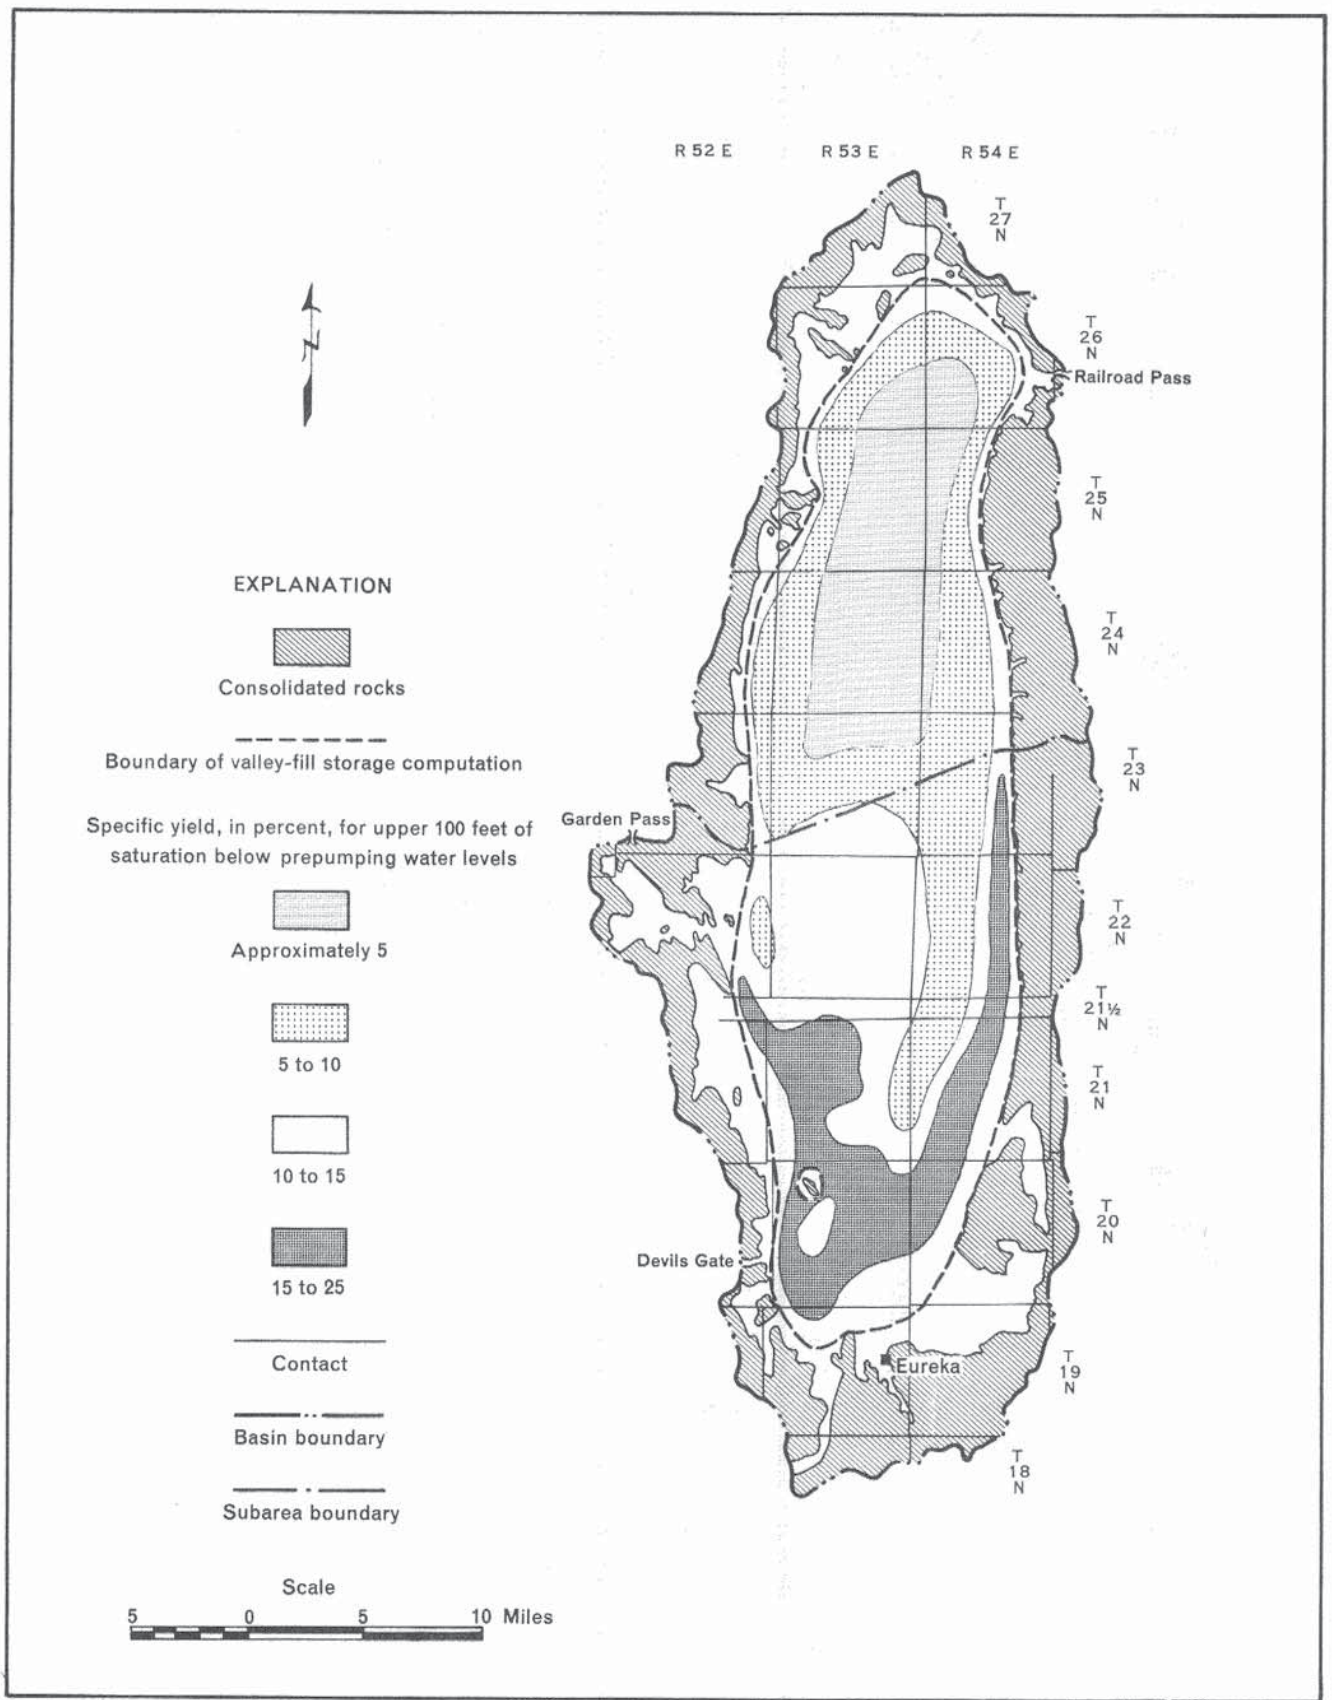 R 52 E R 53 E R 54 E
T
27
N
T
26
N
Railroad Pass
T
25
N
EXPLANATION
T
24
N
Consolidated rocks
Boundary of valley-fill storage computation
T
23
N
Specific yield, in percent, for upper 100 feet of
saturation below prepumping water levels
Garden Pass
T
22
N
Approximately 5
T
21½
N
5 to 10
T
21
N
10 to 15
T
20
N
Devils Gate
15 to 25
Contact
Eureka
T
19
N
Basin boundary
T
18
N
Subarea boundary
Scale
5 0 5 10 Miles
N